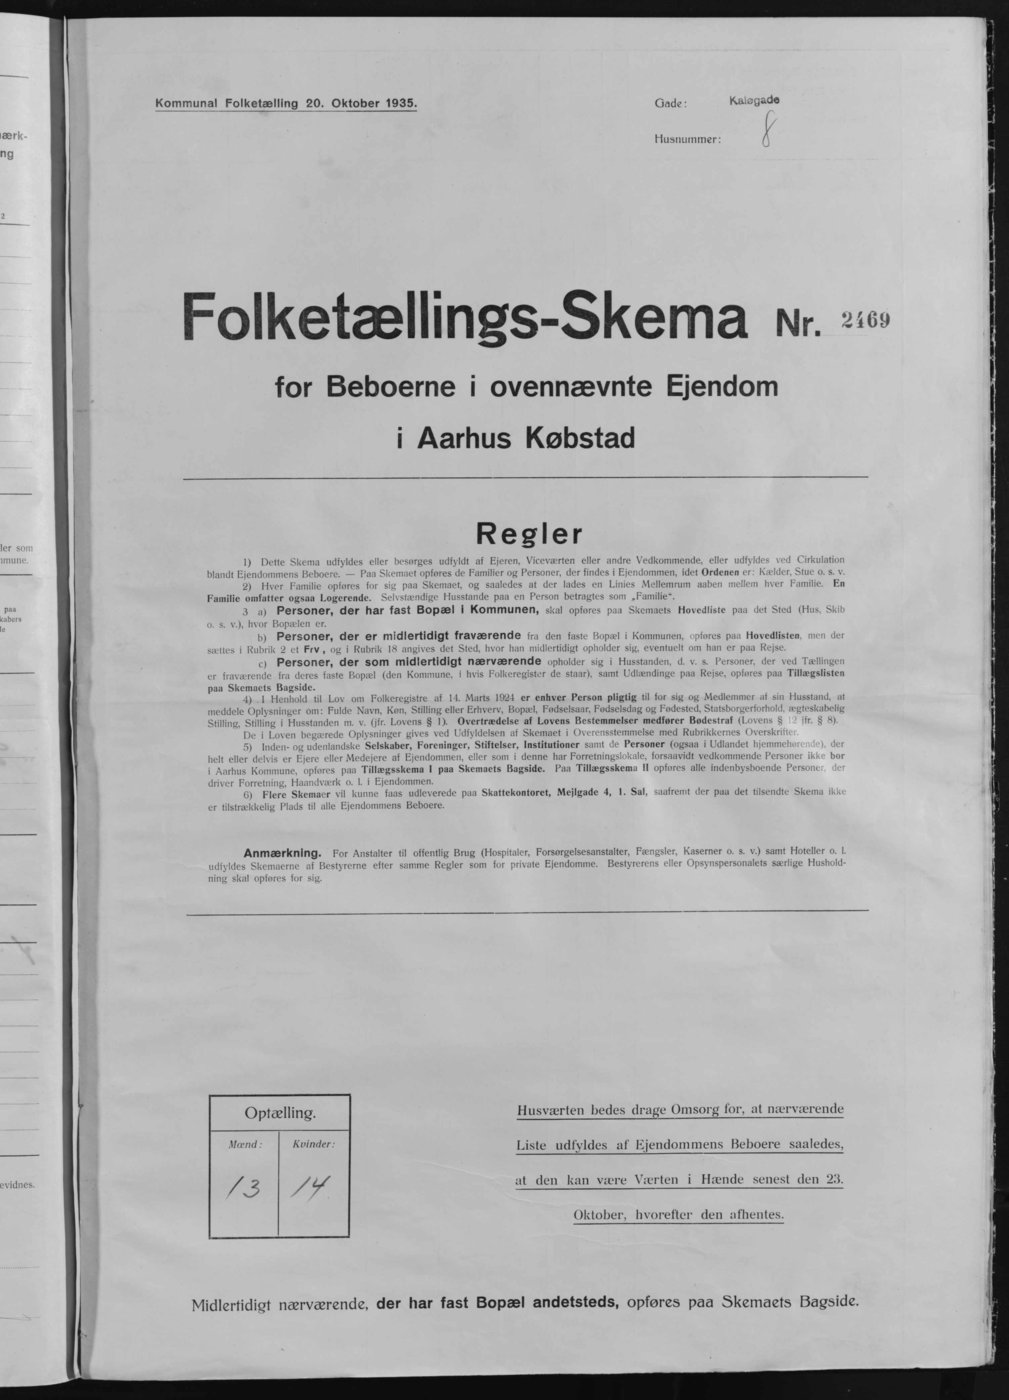 Kommunal Folketælling 20. Oktober 1935.
Gade: Kaløgade
Husnummer: 8
Folketællings-Skema Nr. 2469
for Beboerne i ovennævnte Ejendom
i Aarhus Købstad
Regler
1) Dette Skema udfyldes eller besørges udfyldt af Ejeren, Viceværten eller andre Vedkommende, eller udfyldes ved Cirkulation
blandt Ejendommens Beboere. — Paa Skemaet opføres de Familier og Personer, der findes i Ejendommen, idet Ordenen er: Kælder, Stue o. s. v.
2) Hver Familie opføres for sig paa Skemaet, og saaledes at der lades en Linies Mellemrum aaben mellem hver Familie. En
Familie omfatter ogsaa Logerende. Selvstændige Husstande paa en Person betragtes som „Familie“.
3 a) Personer, der har fast Bopæl i Kommunen, skal opføres paa Skemaets Hovedliste paa det Sted (Hus, Skib
o. s. v.), hvor Bopælen er.
b) Personer, der er midlertidigt fraværende fra den faste Bopæl i Kommunen, opføres paa Hovedlisten, men der
sættes i Rubrik 2 et Frv., og i Rubrik 18 angives det Sted, hvor han midlertidigt opholder sig, eventuelt om han er paa Rejse.
c) Personer, der som midlertidigt nærværende opholder sig i Husstanden, d. v. s. Personer, der ved Tællingen
er fraværende fra deres faste Bopæl (den Kommune, i hvis Folkeregister de staar), samt Udlændinge paa Rejse, opføres paa Tillægslisten
paa Skemaets Bagside.
4) I Henhold til Lov om Folkeregistre af 14. Marts 1924 er enhver Person pligtig til for sig og Medlemmer af sin Husstand, at
meddele Oplysninger om: Fulde Navn, Køn, Stilling eller Erhverv, Bopæl, Fødselsaar, Fødselsdag og Fødested, Statsborgerforhold, ægteskabelig
Stilling, Stilling i Husstanden m. v. (jfr. Lovens § 1). Overtrædelse af Lovens Bestemmelser medfører Bødestraf (Lovens § 12 jfr. § 8).
De i Loven begærede Oplysninger gives ved Udfyldelsen af Skemaet i Overensstemmelse med Rubrikkernes Overskrifter.
5) Inden- og udenlandske Selskaber, Foreninger, Stiftelser, Institutioner samt de Personer (ogsaa i Udlandet hjemmehørende), der
helt eller delvis er Ejere eller Medejere af Ejendommen, eller som i denne har Forretningslokale, forsaavidt vedkommende Personer ikke bor
i Aarhus Kommune, opføres paa Tillægsskema I paa Skemaets Bagside. Paa Tillægsskema II opføres alle indenbysboende Personer, der
driver Forretning, Haandværk o. l. i Ejendommen.
6) Flere Skemaer vil kunne faas udleverede paa Skattekontoret, Mejlgade 4, 1. Sal, saafremt der paa det tilsendte Skema ikke
er tilstrækkelig Plads til alle Ejendommens Beboere.
Anmærkning. For Anstalter til offentlig Brug (Hospitaler, Forsørgelsesanstalter, Fængsler, Kaserner o. s. v.) samt Hoteller o. l.
udfyldes Skemaerne af Bestyrerne efter samme Regler som for private Ejendomme. Bestyrerens eller Opsynspersonalets særlige Hushold-
ning skal opføres for sig.
Optælling.
Mænd: Kvinder:
13 14
Husværten bedes drage Omsorg for, at nærværende
Liste udfyldes af Ejendommens Beboere saaledes,
at den kan være Værten i Hænde senest den 23.
Oktober, hvorefter den afhentes.
Midlertidigt nærværende, der har fast Bopæl andetsteds, opføres paa Skemaets Bagside.